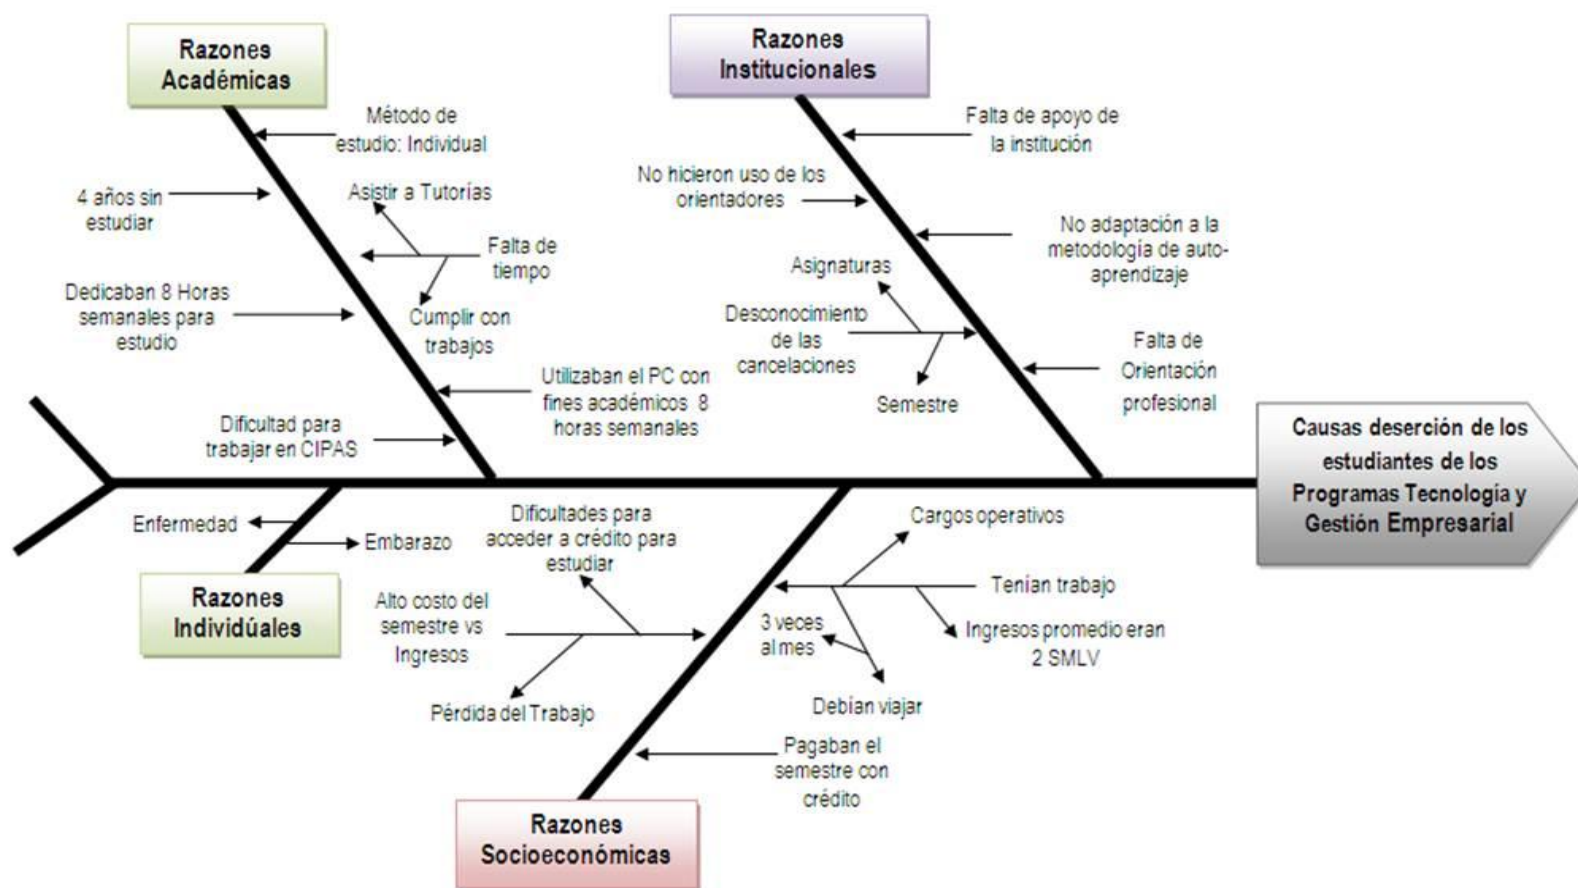 Razones
Académicas
Razones
Institucionales
Método de
estudio: Individual
4 años sin
estudiar
Asistir a Tutorías
Falta de
tiempo
Cumplir con
trabajos
Dedicaban 8 Horas
semanales para
estudio
Utilizaban el PC con
fines académicos 8
horas semanales
Dificultad para
trabajar en CIPAS
Falta de apoyo de
la institución
No hicieron uso de los
orientadores
No adaptación a la
metodología de auto-
aprendizaje
Asignaturas
Desconocimiento
de las
cancelaciones
Semestre
Falta de
Orientación
profesional
Causas deserción de los
estudiantes de los
Programas Tecnología y
Gestión Empresarial
Enfermedad
Embarazo
Razones
Individúales
Dificultades para
acceder a crédito para
estudiar
Alto costo del
semestre vs
Ingresos
Pérdida del Trabajo
Cargos operativos
Tenían trabajo
3 veces
al mes
Ingresos promedio eran
2 SMLV
Debían viajar
Pagaban el
semestre con
crédito
Razones
Socioeconómicas